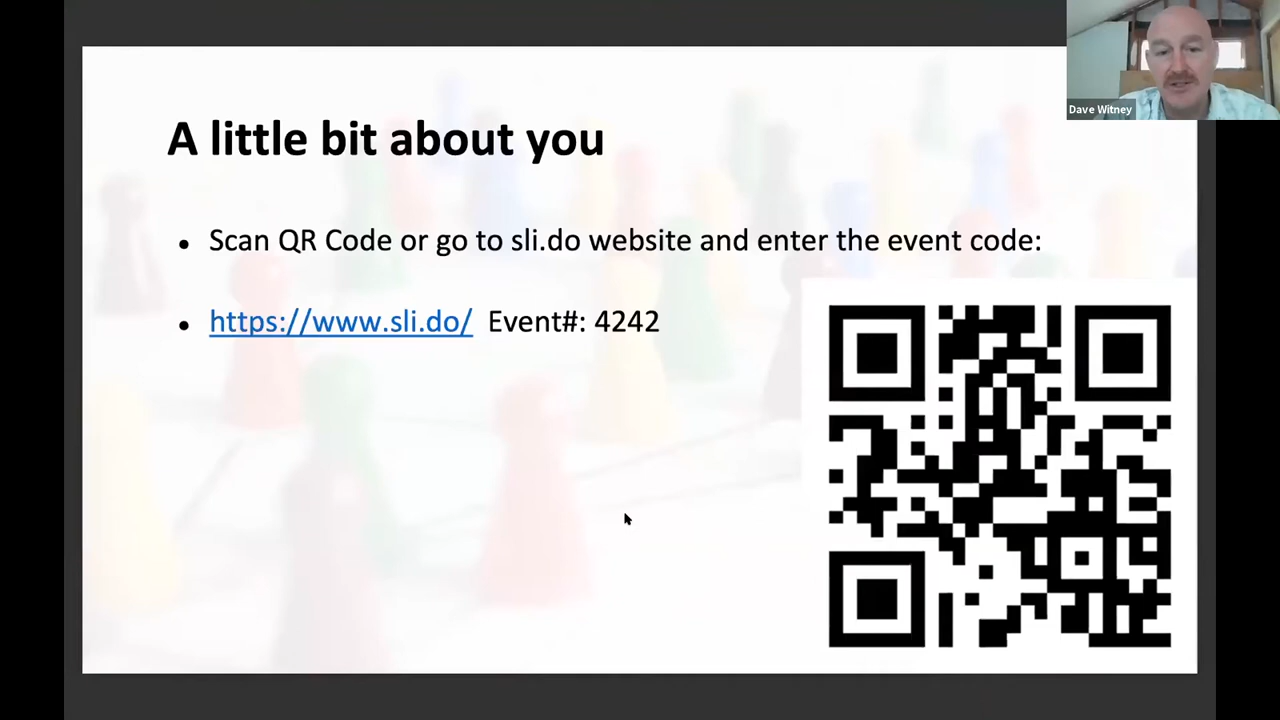 Dave Witney
A little bit about you
• Scan QR Code or go to sli.do website and enter the event code:
• https://www.sli.do/ Event#: 4242